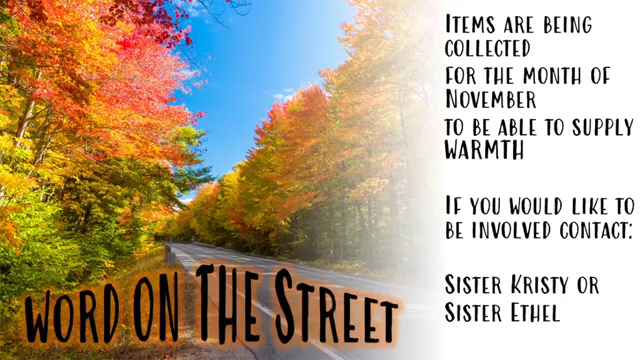 Items are being
collected
for the month of
November
to be able to supply
warmth
If you would like to
be involved contact:
Sister Kristy or
Sister Ethel
Word on The Street